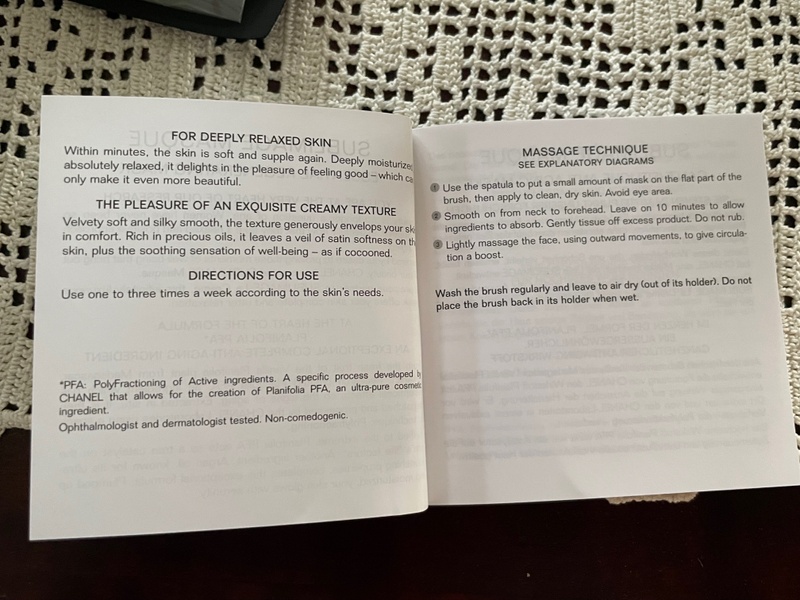 FOR DEEPLY RELAXED SKIN
Within minutes, the skin is soft and supple again. Deeply moisturized
absolutely relaxed, it delights in the pleasure of feeling good – which
only make it even more beautiful.
THE PLEASURE OF AN EXQUISITE CREAMY TEXTURE
Velvety soft and silky smooth, the texture generously envelops your
in comfort. Rich in precious oils, it leaves a veil of satin softness on
skin, plus the soothing sensation of well-being – as if cocooned.
DIRECTIONS FOR USE
Use one to three times a week according to the skin's needs.
*PFA: PolyFractioning of Active ingredients. A specific process developed
CHANEL that allows for the creation of Planifolia PFA, an ultra-pure cosmetic
ingredient.
Ophthalmologist and dermatologist tested. Non-comedogenic.
MASSAGE TECHNIQUE
SEE EXPLANATORY DIAGRAMS
1 Use the spatula to put a small amount of mask on the flat part of the
brush, then apply to clean, dry skin. Avoid eye area.
2 Smooth on from neck to forehead. Leave on 10 minutes to allow
ingredients to absorb. Gently tissue off excess product. Do not rub.
3 Lightly massage the face, using outward movements, to give circula-
tion a boost.
Wash the brush regularly and leave to air dry (out of its holder). Do not
place the brush back in its holder when wet.